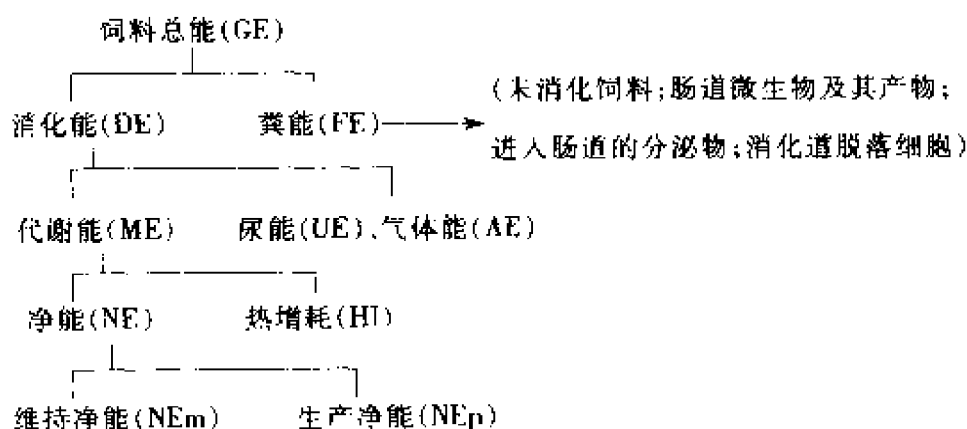 饲料总能(GE)
(未消化饲料;肠道微生物及其产物;
消化能(DE) 粪能(FE)
进入肠道的分泌物;消化道脱落细胞)
代谢能(ME) 尿能(UE)、气体能(AE)
净能(NE) 热增耗(HI)
维持净能(NEm) 生产净能(NEp)